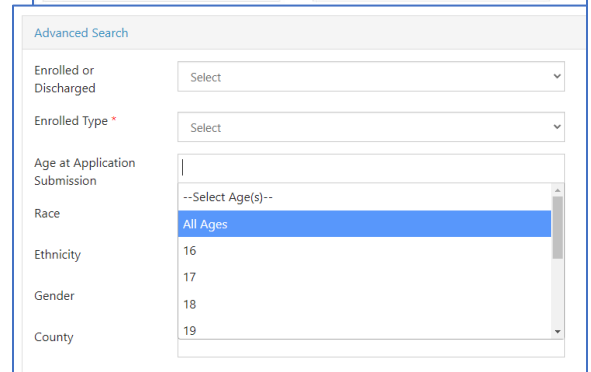 Advanced Search
Enrolled or
Discharged
Select
Enrolled Type *
Select
Age at Application
Submission
--Select Age(s)--
Race
All Ages
16
Ethnicity
17
Gender
18
19
County